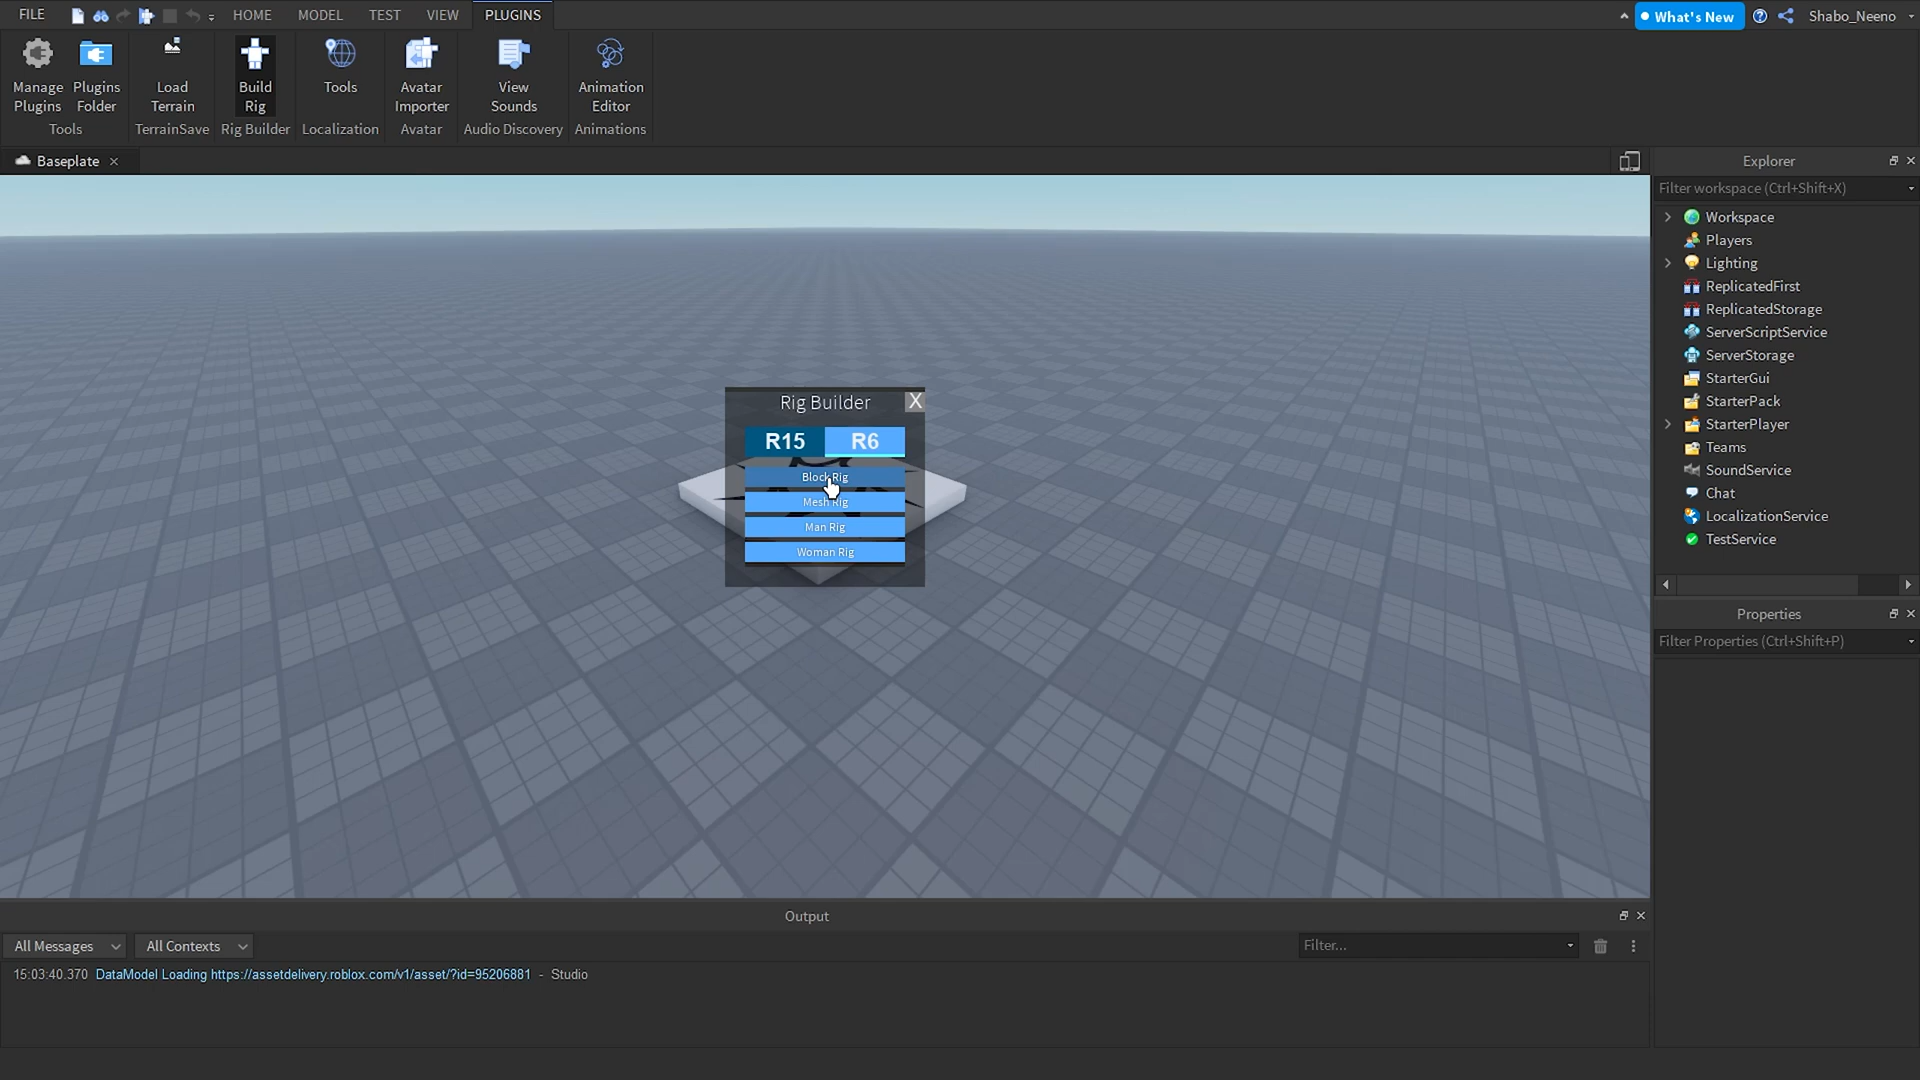 FILE HOME MODEL TEST VIEW PLUGINS What's New Shabo_Neeno
Manage Plugins
Plugins Folder
Load Terrain
Build Rig
Tools
Avatar Importer
View Sounds
Animation Editor
Tools TerrainSave Rig Builder Localization Avatar Audio Discovery Animations
Baseplate
Rig Builder X
R15 R6
Block Rig
Mesh Rig
Man Rig
Woman Rig
Explorer
Filter workspace (Ctrl+Shift+X)
Workspace
Players
Lighting
ReplicatedFirst
ReplicatedStorage
ServerScriptService
ServerStorage
StarterGui
StarterPack
StarterPlayer
Teams
SoundService
Chat
LocalizationService
TestService
Properties
Filter Properties (Ctrl+Shift+P)
Output
All Messages All Contexts Filter...
15:03:40.370 DataModel Loading https://assetdelivery.roblox.com/v1/asset/?id=95206881 - Studio